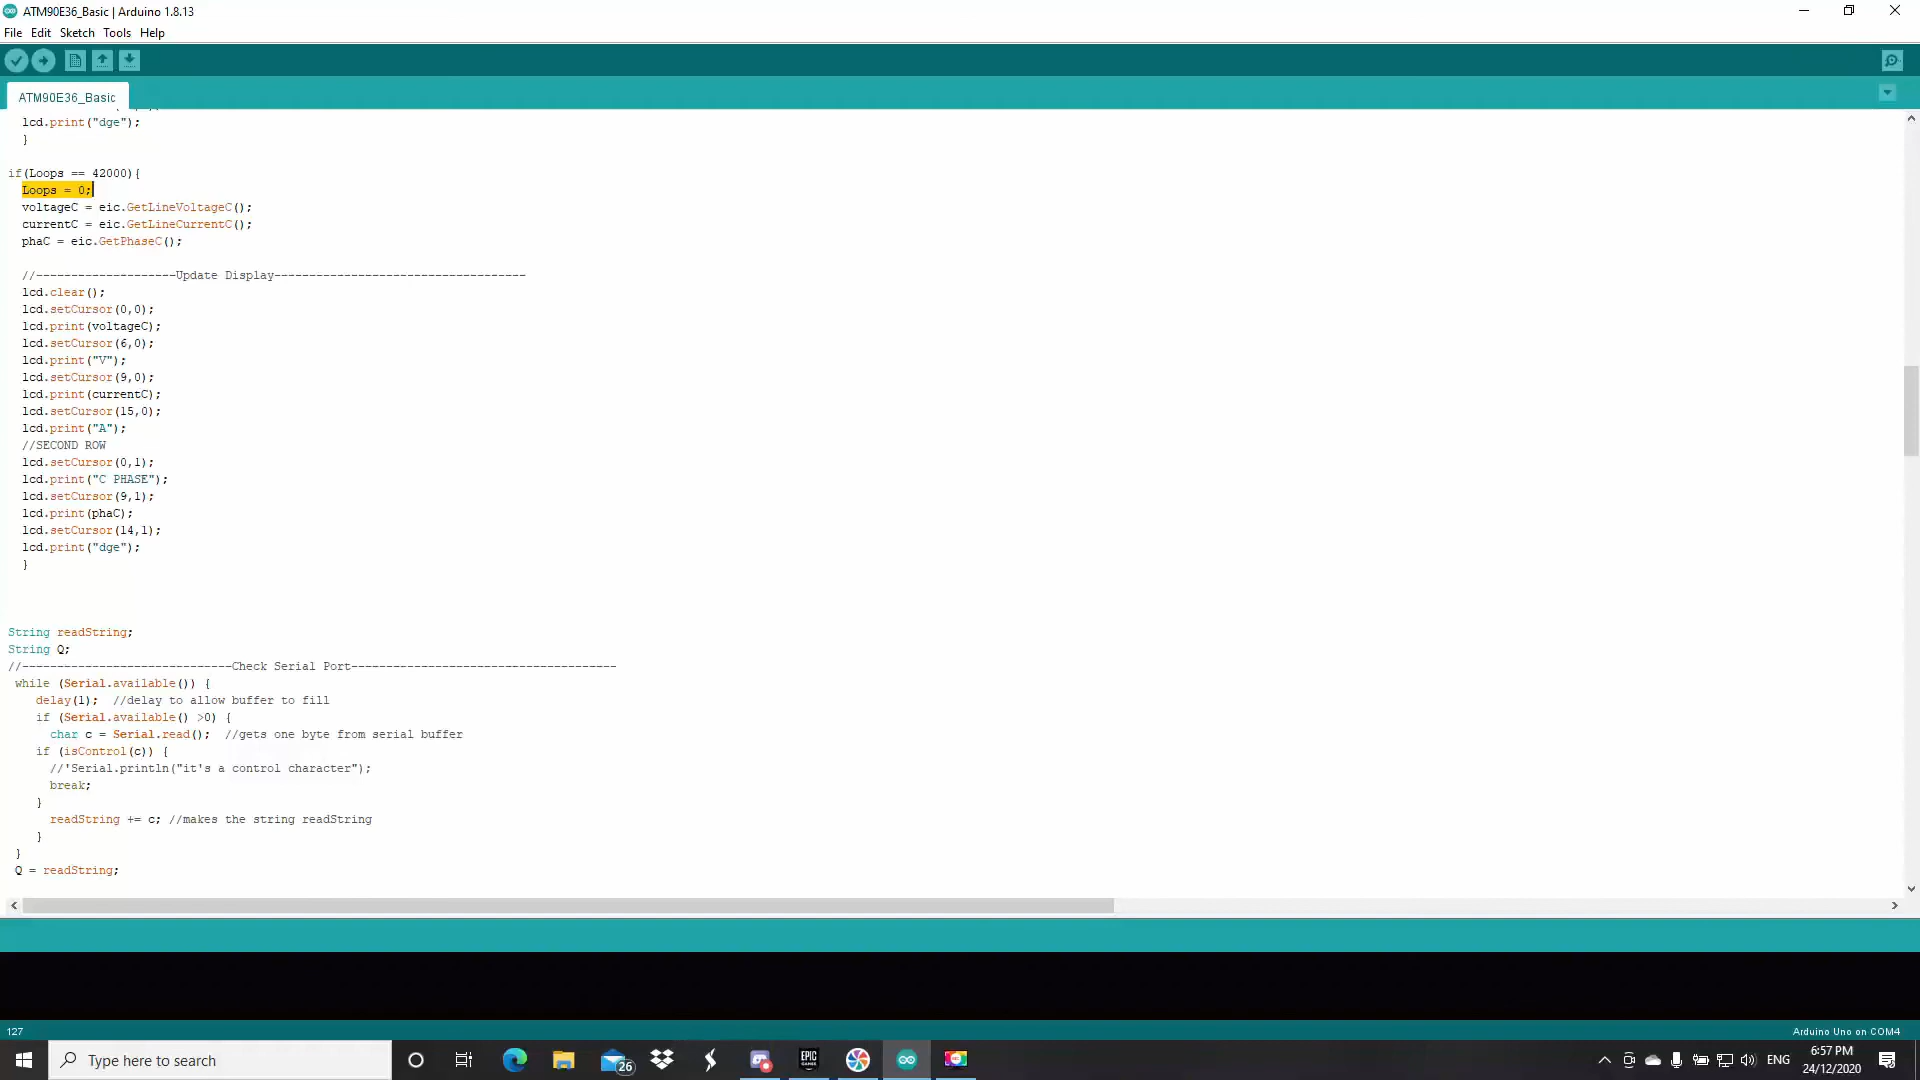 ATM90E36_Basic | Arduino 1.8.13
File Edit Sketch Tools Help
ATM90E36_Basic
lcd.print("dge");
}
if(Loops == 42000){
Loops = 0;
voltageC = eic.GetLineVoltageC();
currentC = eic.GetLineCurrentC();
phaC = eic.GetPhaseC();
//--------------------Update Display------------------------------------
lcd.clear();
lcd.setCursor(0,0);
lcd.print(voltageC);
lcd.setCursor(6,0);
lcd.print("V");
lcd.setCursor(9,0);
lcd.print(currentC);
lcd.setCursor(15,0);
lcd.print("A");
//SECOND ROW
lcd.setCursor(0,1);
lcd.print("C PHASE");
lcd.setCursor(9,1);
lcd.print(phaC);
lcd.setCursor(14,1);
lcd.print("dge");
}
String readString;
String Q;
//------------------------------Check Serial Port--------------------------------------
while (Serial.available()) {
delay(1);  //delay to allow buffer to fill
if (Serial.available() >0) {
char c = Serial.read();  //gets one byte from serial buffer
if (isControl(c)) {
//'Serial.println("it's a control character");
break;
}
readString += c; //makes the string readString
}
}
Q = readString;
127
Arduino Uno on COM4
Type here to search
26
EPIC GAMES
ENG
6:57 PM
24/12/2020